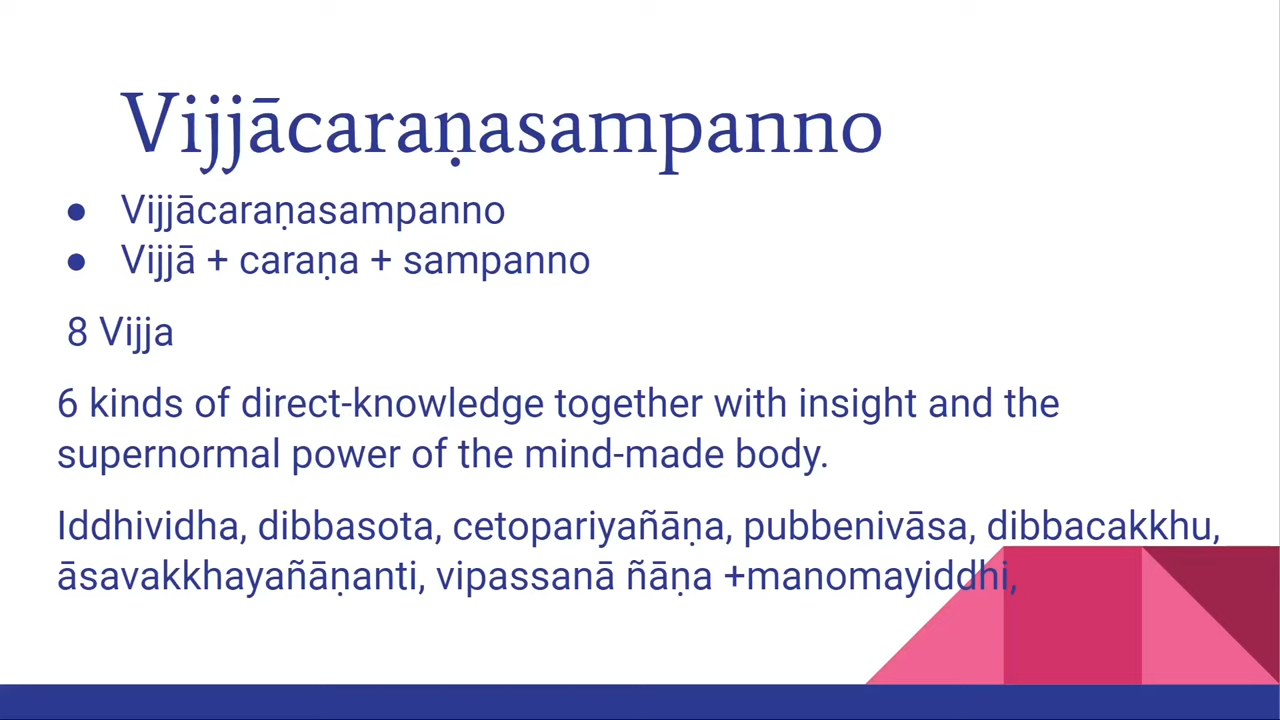 Vijjācaraṇasampanno
● Vijjācaraṇasampanno
● Vijjā + caraṇa + sampanno
8 Vijja
6 kinds of direct-knowledge together with insight and the
supernormal power of the mind-made body.
Iddhividha, dibbasota, cetopariyañāṇa, pubbenivāsa, dibbacakkhu,
āsavakkhayañāṇanti, vipassanā ñāṇa +manomayiddhi,